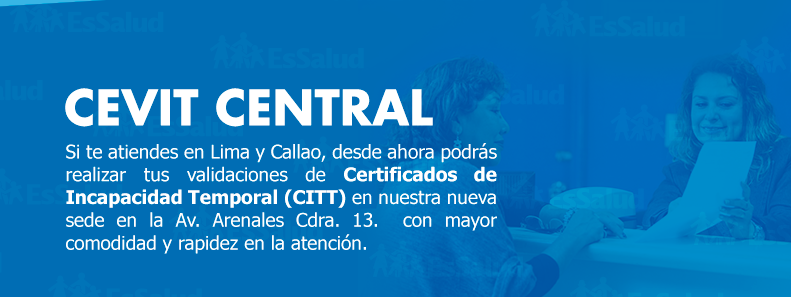 EsSalud
EsSalud
CEVIT CENTRAL
Si te atiendes en Lima y Callao, desde ahora podrás
realizar tus validaciones de Certificados de
Incapacidad Temporal (CITT) en nuestra nueva
sede en la Av. Arenales Cdra. 13. con mayor
comodidad y rapidez en la atención.